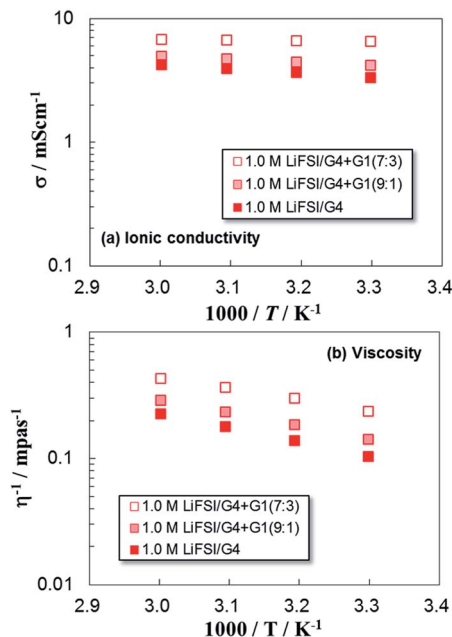 10
1
0.1
σ / mScm⁻¹
1.0 M LiFSI/G4+G1(7:3)
1.0 M LiFSI/G4+G1(9:1)
1.0 M LiFSI/G4
(a) Ionic conductivity
2.9 3.0 3.1 3.2 3.3 3.4
1000 / T / K⁻¹
1
0.1
0.01
η⁻¹ / mpas⁻¹
(b) Viscosity
1.0 M LiFSI/G4+G1(7:3)
1.0 M LiFSI/G4+G1(9:1)
1.0 M LiFSI/G4
2.9 3.0 3.1 3.2 3.3 3.4
1000 / T / K⁻¹